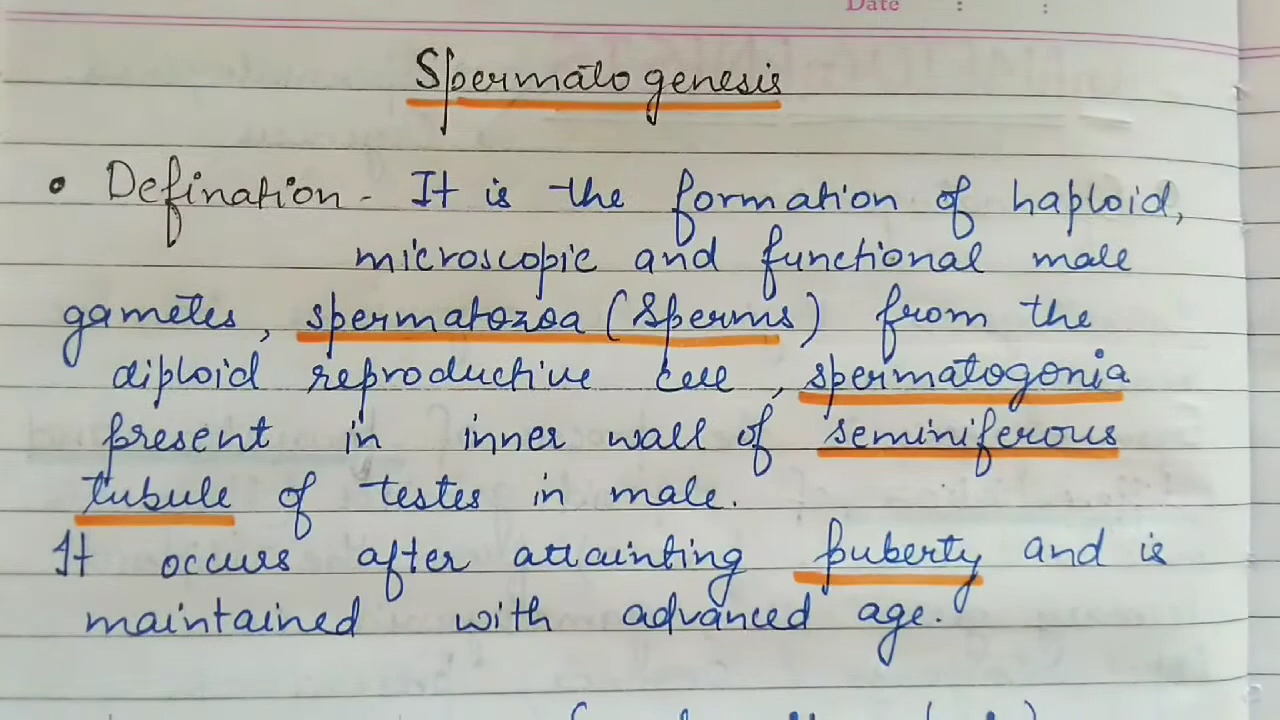 Date : :
Spermatogenesis
• Defination - It is the formation of haploid,
microscopic and functional male
gametes, spermatozoa (Sperms) from the
diploid reproductive cell, spermatogonia
present in inner wall of seminiferous
tubule of testes in male.
It occurs after attainting puberty and is
maintained with advanced age.